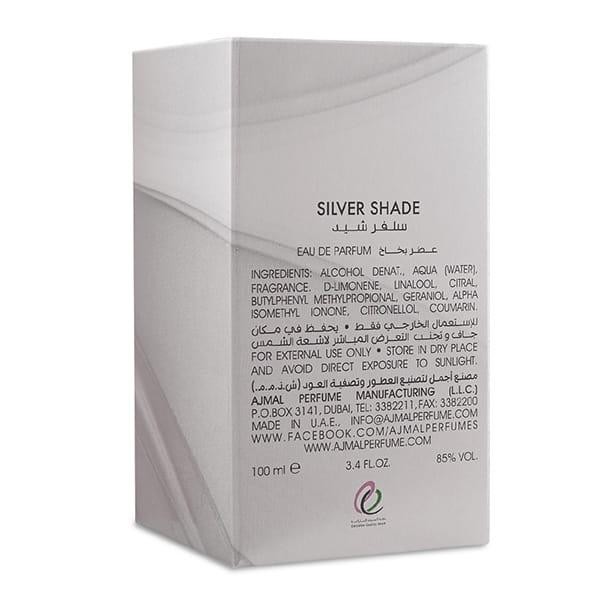 SILVER SHADE
سلفر شيد
EAU DE PARFUM عطر بخاخ
INGREDIENTS: ALCOHOL DENAT., AQUA (WATER),
FRAGRANCE. D-LIMONENE, LINALOOL, CITRAL,
BUTYLPHENYL METHYLPROPIONAL, GERANIOL, ALPHA
ISOMETHYL IONONE, CITRONELLOL, COUMARIN.
للإستعمال الخارجي فقط • يحفظ في مكان
جاف و تجنب التعرض المباشر لاشعة الشمس
FOR EXTERNAL USE ONLY • STORE IN DRY PLACE
AND AVOID DIRECT EXPOSURE TO SUNLIGHT.
مصنع أجمل لتصنيع العطور وتصفية العود (ش.ذ.م.م.)
AJMAL PERFUME MANUFACTURING (L.L.C.)
P.O.BOX 3141, DUBAI, TEL: 3382211, FAX: 3382200
MADE IN U.A.E., INFO@AJMALPERFUME.COM
WWW.FACEBOOK.COM/AJMALPERFUMES
WWW.AJMALPERFUME.COM
100 ml e 3.4 FL.OZ. 85% VOL.
Emirates Quality Mark